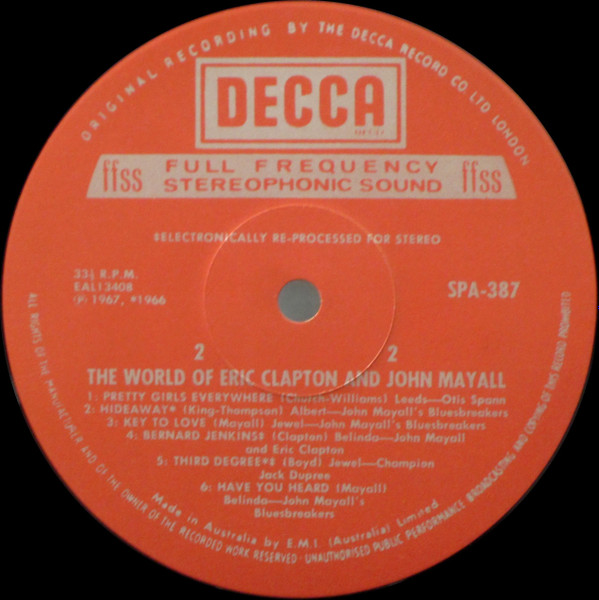 ORIGINAL RECORDING BY THE DECCA RECORD CO. LTD. LONDON
DECCA
DECCA
ffss FULL FREQUENCY STEREOPHONIC SOUND ffss
‡ELECTRONICALLY RE-PROCESSED FOR STEREO
33⅓ R.P.M.
EAL13408
℗ 1967, *1966
SPA-387
2 2
THE WORLD OF ERIC CLAPTON AND JOHN MAYALL
1: PRETTY GIRLS EVERYWHERE (Church-Williams) Leeds—Otis Spann
2: HIDEAWAY* (King-Thompson) Albert—John Mayall's Bluesbreakers
3: KEY TO LOVE (Mayall) Jewel—John Mayall's Bluesbreakers
4: BERNARD JENKINS‡ (Clapton) Belinda—John Mayall
and Eric Clapton
5: THIRD DEGREE*‡ (Boyd) Jewel—Champion
Jack Dupree
6: HAVE YOU HEARD (Mayall)
Belinda—John Mayall's
Bluesbreakers
Made in Australia by E.M.I. (Australia) Limited
ALL RIGHTS OF THE MANUFACTURER AND OF THE OWNER OF THE RECORDED WORK RESERVED · UNAUTHORISED PUBLIC PERFORMANCE BROADCASTING AND COPYING OF THIS RECORD PROHIBITED